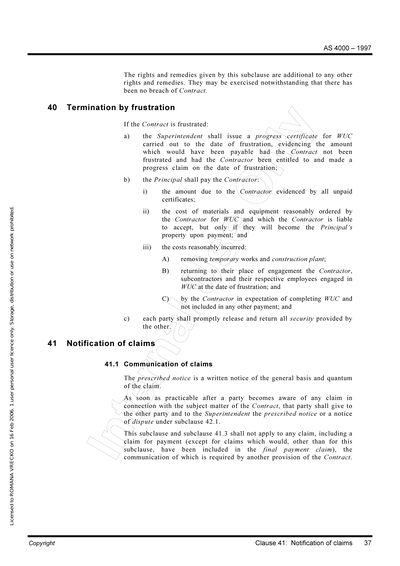 AS 4000 – 1997
The rights and remedies given by this subclause are additional to any other
rights and remedies. They may be exercised notwithstanding that there has
been no breach of Contract.
40 Termination by frustration
If the Contract is frustrated:
a) the Superintendent shall issue a progress certificate for WUC
carried out to the date of frustration, evidencing the amount
which would have been payable had the Contract not been
frustrated and had the Contractor been entitled to and made a
progress claim on the date of frustration;
b) the Principal shall pay the Contractor:
i) the amount due to the Contractor evidenced by all unpaid
certificates;
ii) the cost of materials and equipment reasonably ordered by
the Contractor for WUC and which the Contractor is liable
to accept, but only if they will become the Principal's
property upon payment; and
iii) the costs reasonably incurred:
A) removing temporary works and construction plant;
B) returning to their place of engagement the Contractor,
subcontractors and their respective employees engaged in
WUC at the date of frustration; and
C) by the Contractor in expectation of completing WUC and
not included in any other payment; and
c) each party shall promptly release and return all security provided by
the other.
41 Notification of claims
41.1 Communication of claims
The prescribed notice is a written notice of the general basis and quantum
of the claim.
As soon as practicable after a party becomes aware of any claim in
connection with the subject matter of the Contract, that party shall give to
the other party and to the Superintendent the prescribed notice or a notice
of dispute under subclause 42.1.
This subclause and subclause 41.3 shall not apply to any claim, including a
claim for payment (except for claims which would, other than for this
subclause, have been included in the final payment claim), the
communication of which is required by another provision of the Contract.
Licensed to ROMANA VRECKO on 16 Feb 2006. 1 user personal user licence only. Storage, distribution or use on network prohibited.
Copyright Clause 41: Notification of claims 37